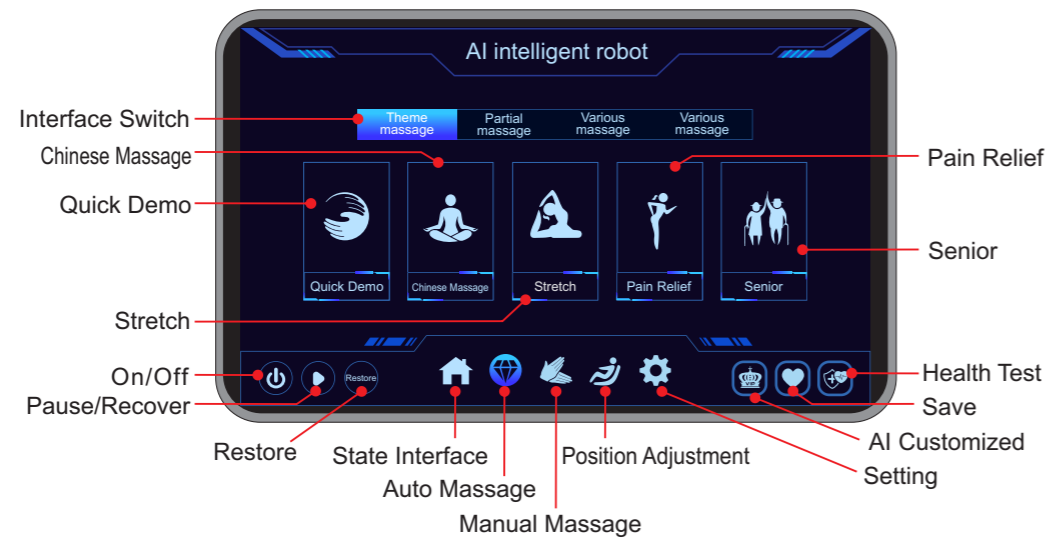 AI intelligent robot
Interface Switch
Theme
massage
Partial
massage
Various
massage
Various
massage
Chinese Massage
Pain Relief
Quick Demo
Senior
Quick Demo
Chinese Massage
Stretch
Pain Relief
Senior
Stretch
On/Off
Restore
VIP
Health Test
Pause/Recover
Save
Restore
State Interface
Position Adjustment
AI Customized
Setting
Auto Massage
Manual Massage